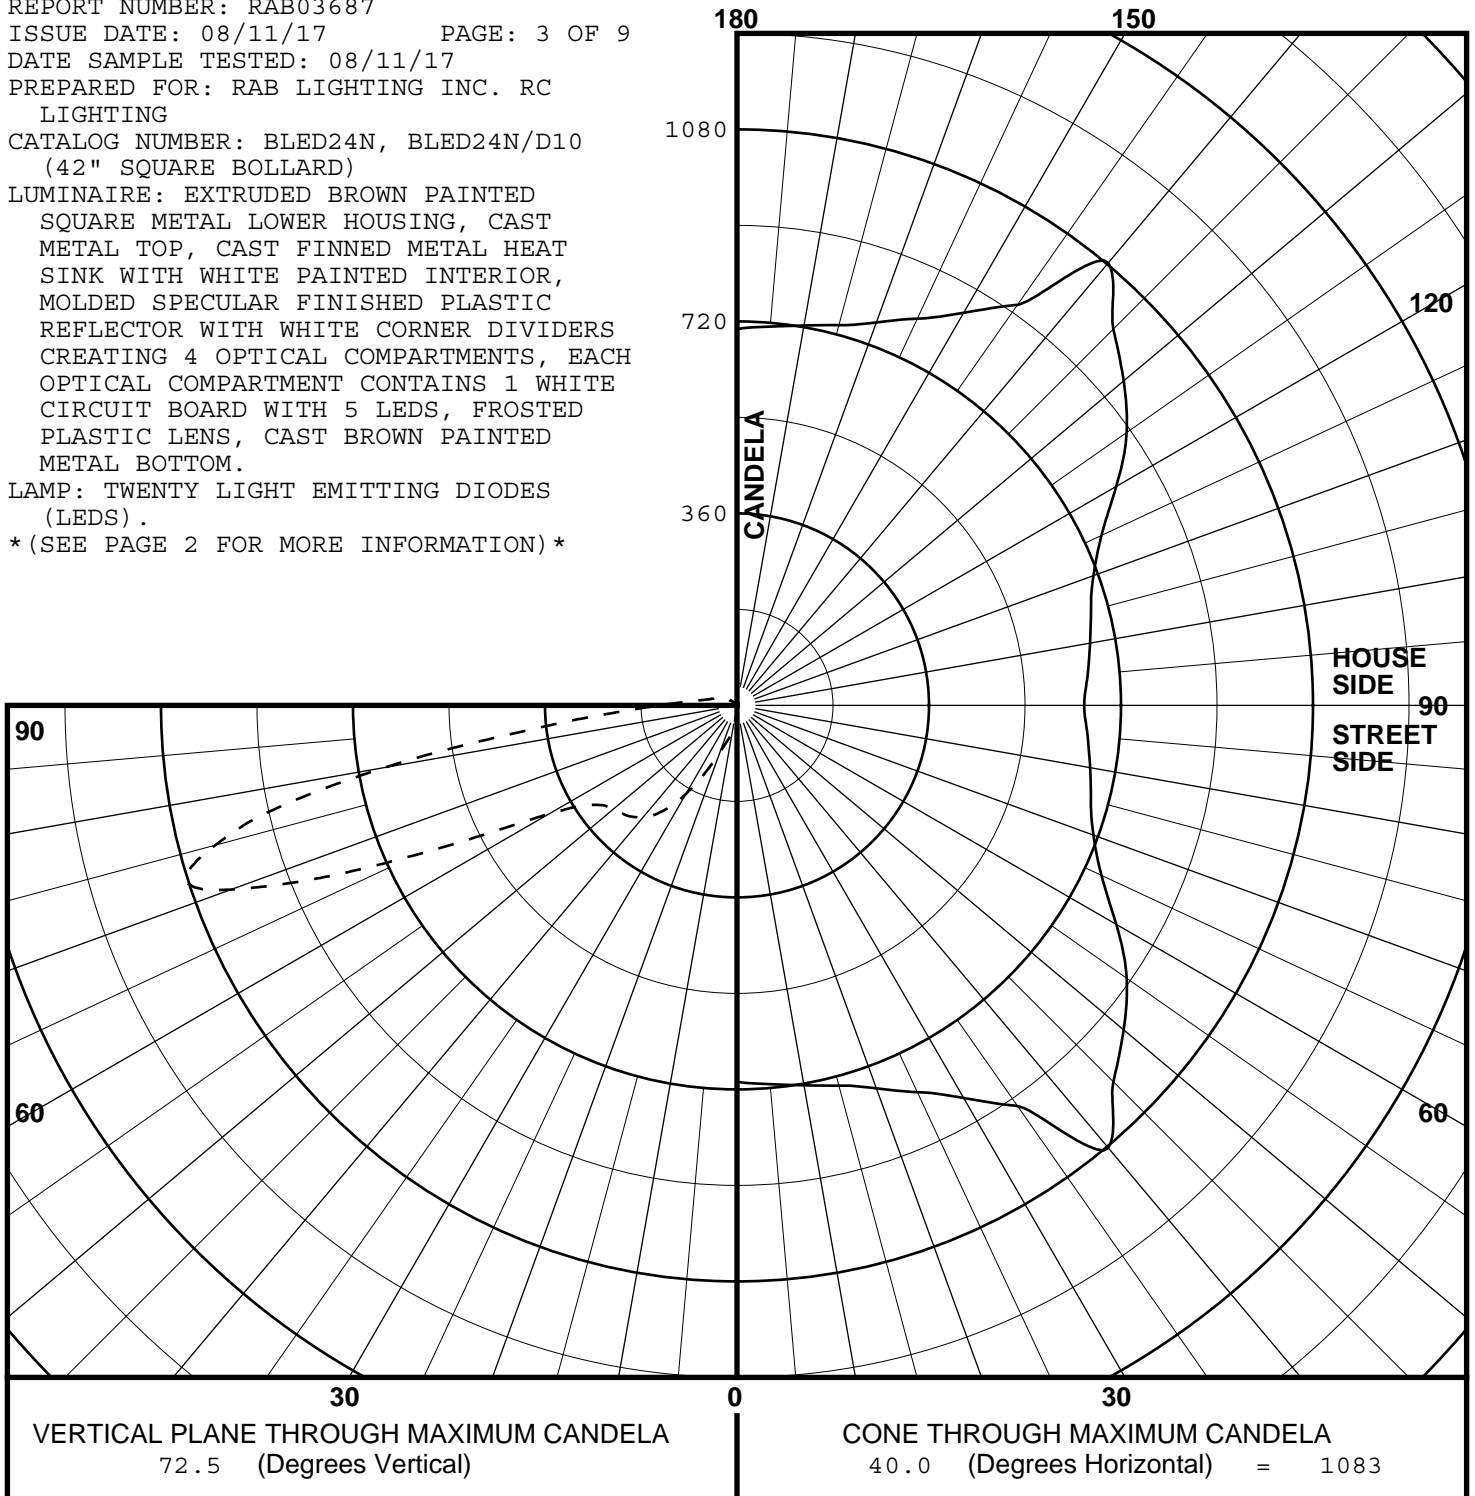 REPORT NUMBER: RAB03687
ISSUE DATE: 08/11/17 PAGE: 3 OF 9
DATE SAMPLE TESTED: 08/11/17
PREPARED FOR: RAB LIGHTING INC. RC
LIGHTING
CATALOG NUMBER: BLED24N, BLED24N/D10
(42" SQUARE BOLLARD)
LUMINAIRE: EXTRUDED BROWN PAINTED
SQUARE METAL LOWER HOUSING, CAST
METAL TOP, CAST FINNED METAL HEAT
SINK WITH WHITE PAINTED INTERIOR,
MOLDED SPECULAR FINISHED PLASTIC
REFLECTOR WITH WHITE CORNER DIVIDERS
CREATING 4 OPTICAL COMPARTMENTS, EACH
OPTICAL COMPARTMENT CONTAINS 1 WHITE
CIRCUIT BOARD WITH 5 LEDS, FROSTED
PLASTIC LENS, CAST BROWN PAINTED
METAL BOTTOM.
LAMP: TWENTY LIGHT EMITTING DIODES
(LEDS).
*(SEE PAGE 2 FOR MORE INFORMATION)*
180
150
1080
720
360
CANDELA
120
HOUSE
SIDE
90
STREET
SIDE
90
60
60
30
0
30
VERTICAL PLANE THROUGH MAXIMUM CANDELA
72.5 (Degrees Vertical)
CONE THROUGH MAXIMUM CANDELA
40.0 (Degrees Horizontal) = 1083